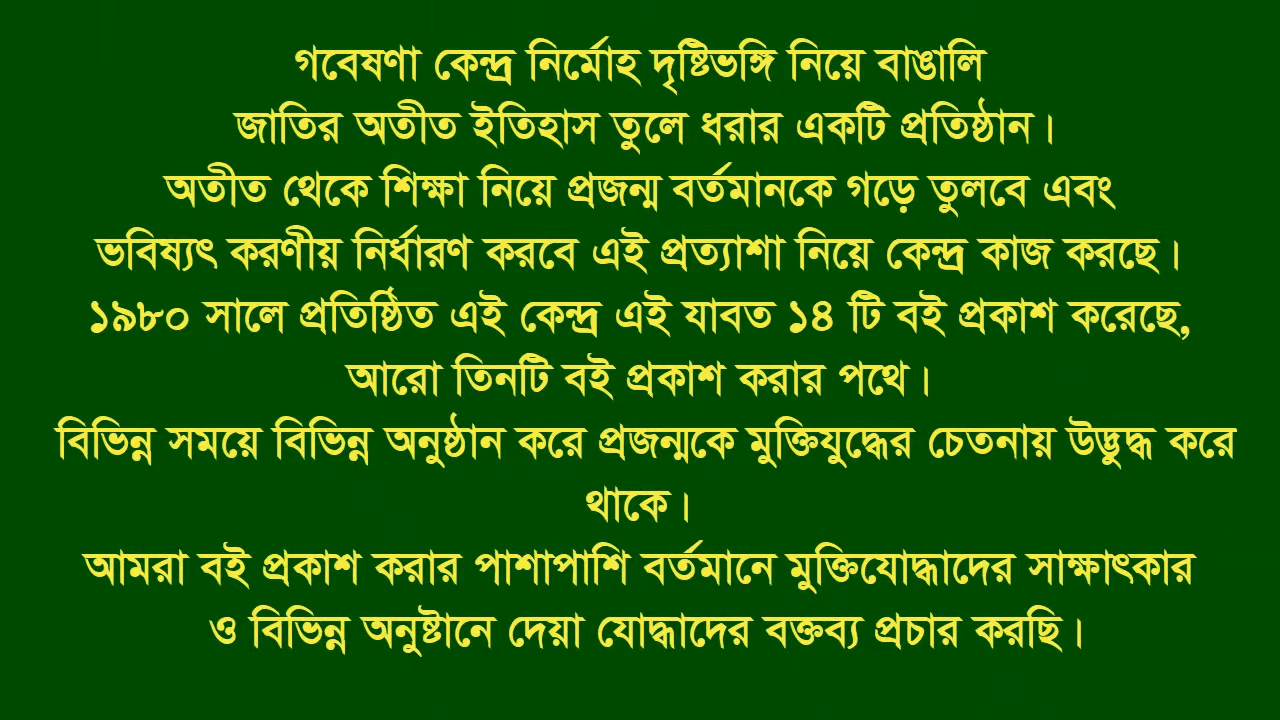 গবেষণা কেন্দ্র নির্মোহ দৃষ্টিভঙ্গি নিয়ে বাঙালি
জাতির অতীত ইতিহাস তুলে ধরার একটি প্রতিষ্ঠান।
অতীত থেকে শিক্ষা নিয়ে প্রজন্ম বর্তমানকে গড়ে তুলবে এবং
ভবিষ্যৎ করণীয় নির্ধারণ করবে এই প্রত্যাশা নিয়ে কেন্দ্র কাজ করছে।
১৯৮০ সালে প্রতিষ্ঠিত এই কেন্দ্র এই যাবত ১৪ টি বই প্রকাশ করেছে,
আরো তিনটি বই প্রকাশ করার পথে।
বিভিন্ন সময়ে বিভিন্ন অনুষ্ঠান করে প্রজন্মকে মুক্তিযুদ্ধের চেতনায় উদ্ভুদ্ধ করে
থাকে।
আমরা বই প্রকাশ করার পাশাপাশি বর্তমানে মুক্তিযোদ্ধাদের সাক্ষাৎকার
ও বিভিন্ন অনুষ্টানে দেয়া যোদ্ধাদের বক্তব্য প্রচার করছি।